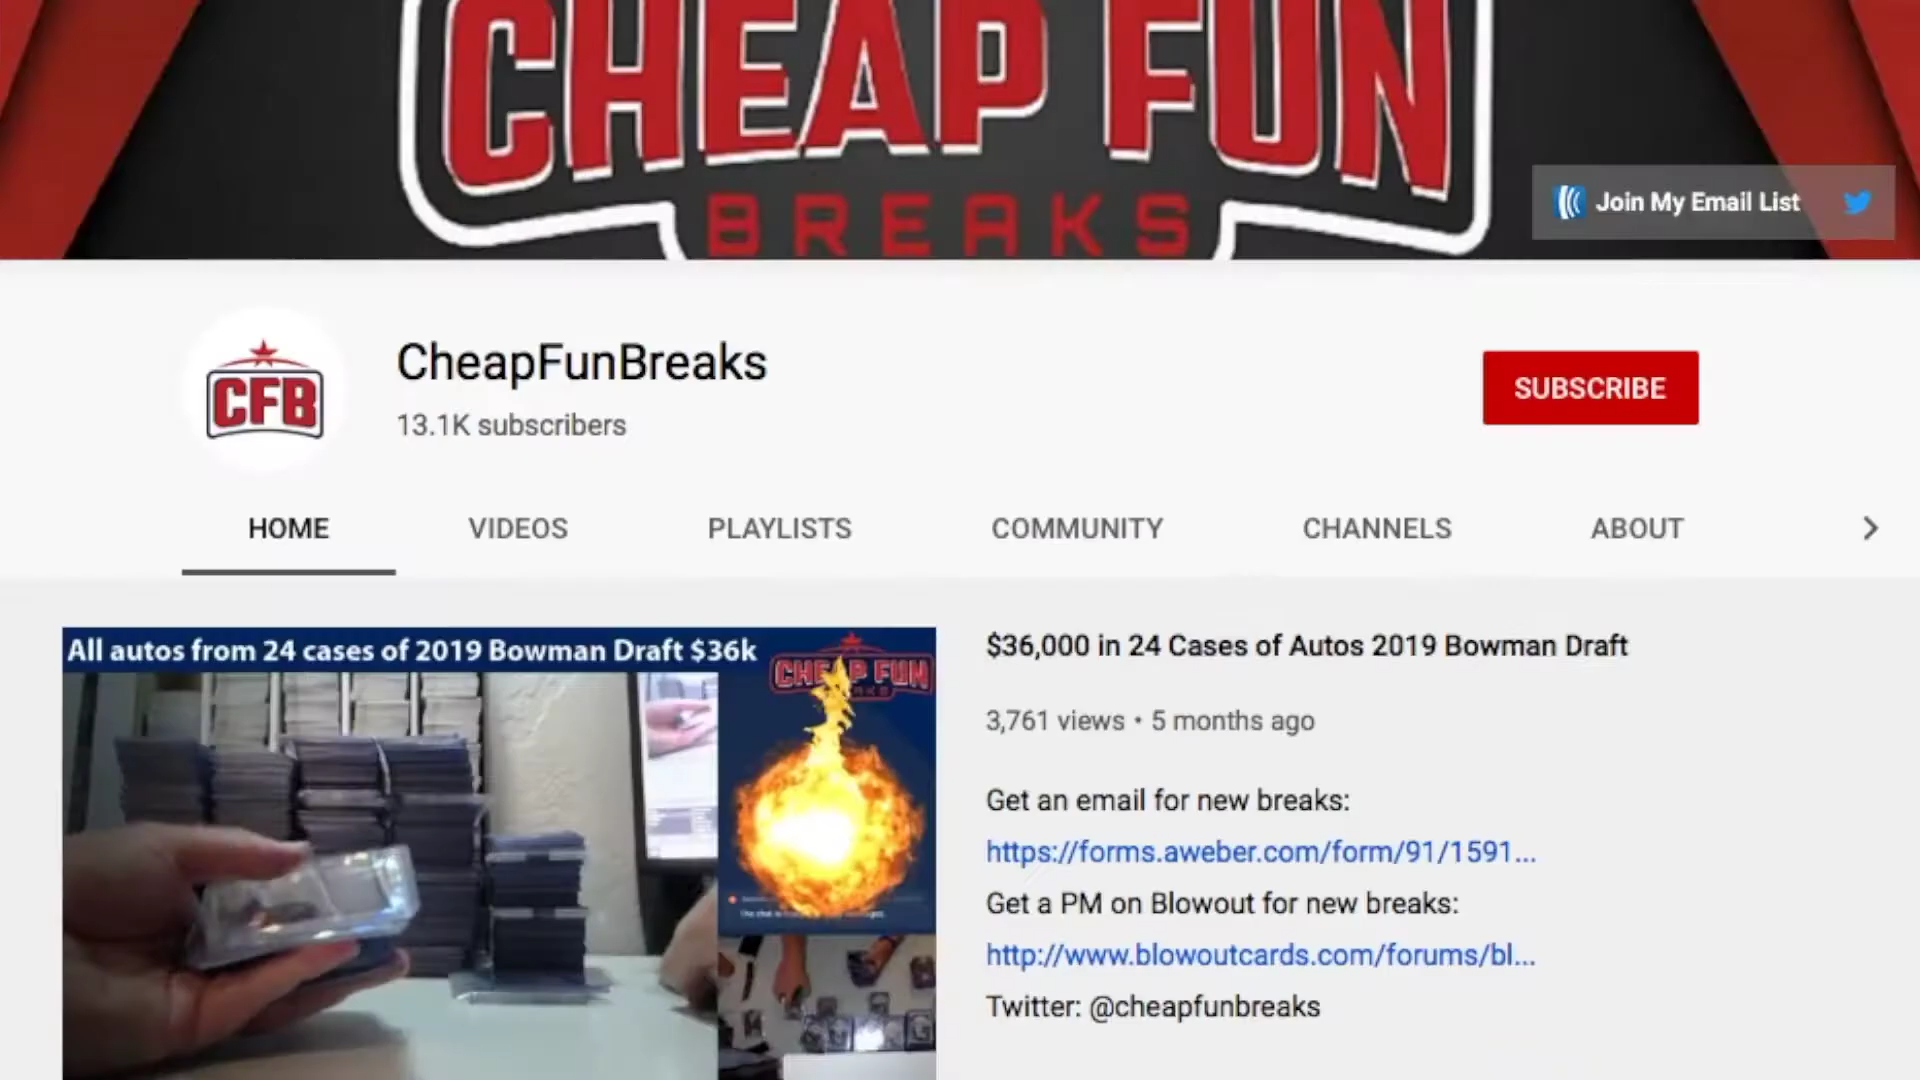 CHEAP FUN
BREAKS
Join My Email List
CFB
CheapFunBreaks
13.1K subscribers
SUBSCRIBE
HOME
VIDEOS
PLAYLISTS
COMMUNITY
CHANNELS
ABOUT
All autos from 24 cases of 2019 Bowman Draft $36k
CHEAP FUN
$36,000 in 24 Cases of Autos 2019 Bowman Draft
3,761 views • 5 months ago
Get an email for new breaks:
https://forms.aweber.com/form/91/1591...
Get a PM on Blowout for new breaks:
http://www.blowoutcards.com/forums/bl...
Twitter: @cheapfunbreaks